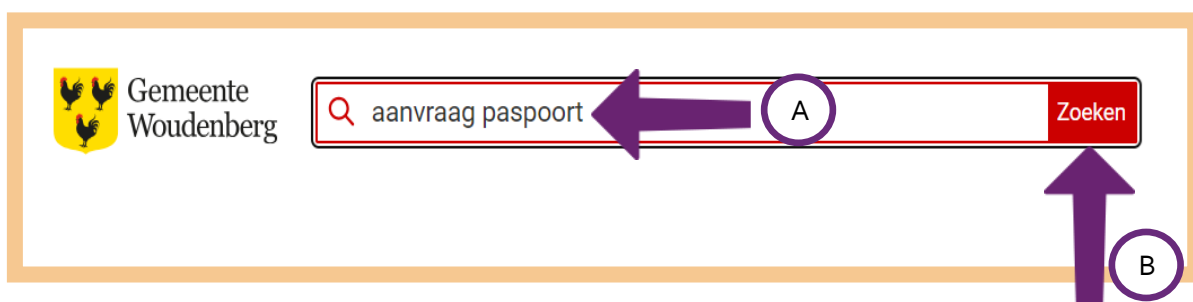 Gemeente
Woudenberg
aanvraag paspoort
A
Zoeken
B